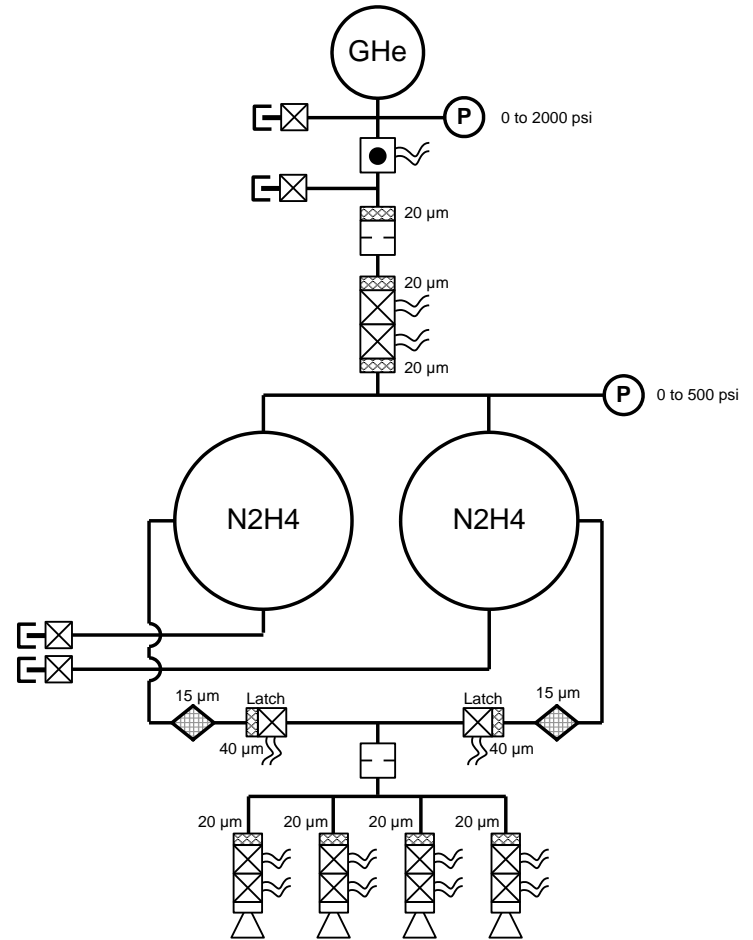 GHe
P 0 to 2000 psi
20 µm
20 µm
20 µm
P 0 to 500 psi
N2H4 N2H4
15 µm Latch Latch 15 µm
40 µm 40 µm
20 µm 20 µm 20 µm 20 µm